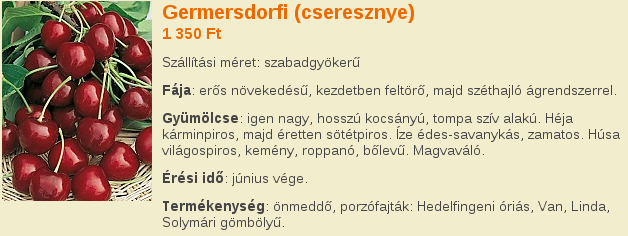 Germersdorfi (cseresznye)
1 350 Ft
Szállítási méret: szabadgyökerű
Fája: erős növekedésű, kezdetben feltörő, majd széthajló ágrendszerrel.
Gyümölcse: igen nagy, hosszú kocsányú, tompa szív alakú. Héja
kárminpiros, majd éretten sötétpiros. Íze édes-savanykás, zamatos. Húsa
világospiros, kemény, roppanó, bőlevű. Magvaváló.
Érési idő: június vége.
Termékenység: önmeddő, porzófajták: Hedelfingeni óriás, Van, Linda,
Solymári gömbölyű.